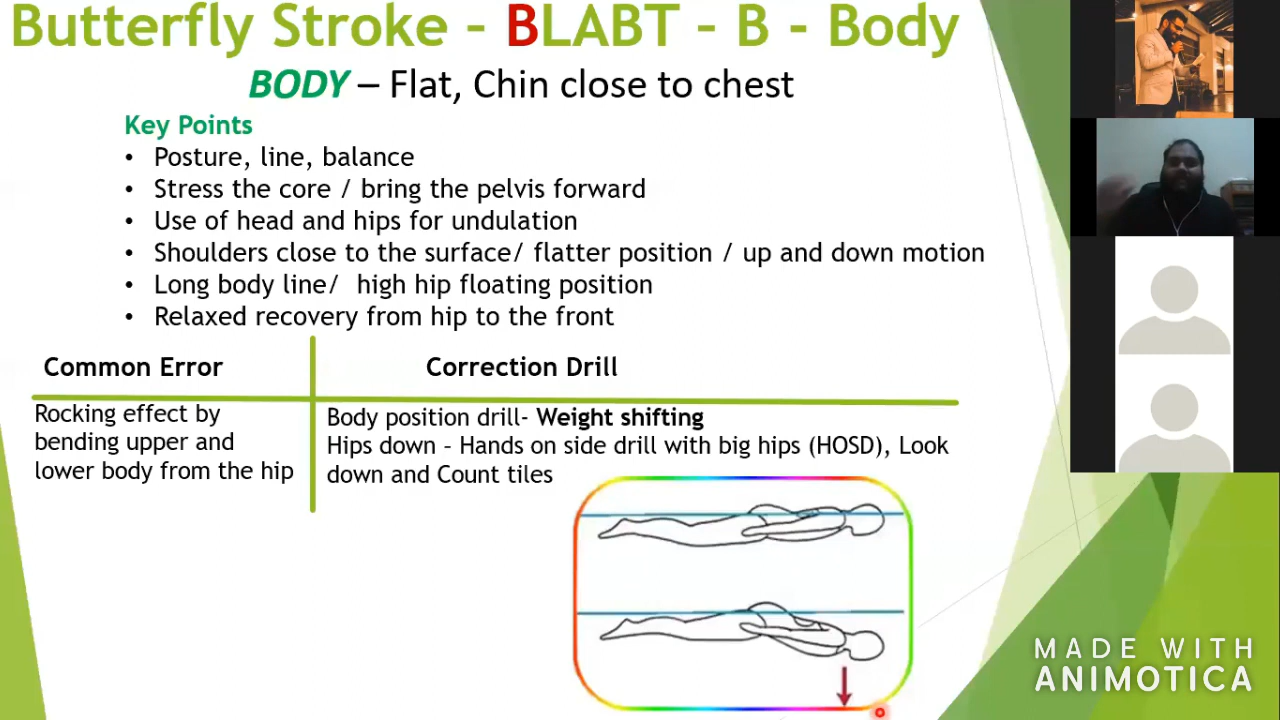 Butterfly Stroke - BLABT - B - Body
BODY – Flat, Chin close to chest
Key Points
• Posture, line, balance
• Stress the core / bring the pelvis forward
• Use of head and hips for undulation
• Shoulders close to the surface/ flatter position / up and down motion
• Long body line/ high hip floating position
• Relaxed recovery from hip to the front
Common Error
Correction Drill
Rocking effect by
bending upper and
lower body from the hip
Body position drill- Weight shifting
Hips down - Hands on side drill with big hips (HOSD), Look
down and Count tiles
MADE WITH
ANIMOTICA